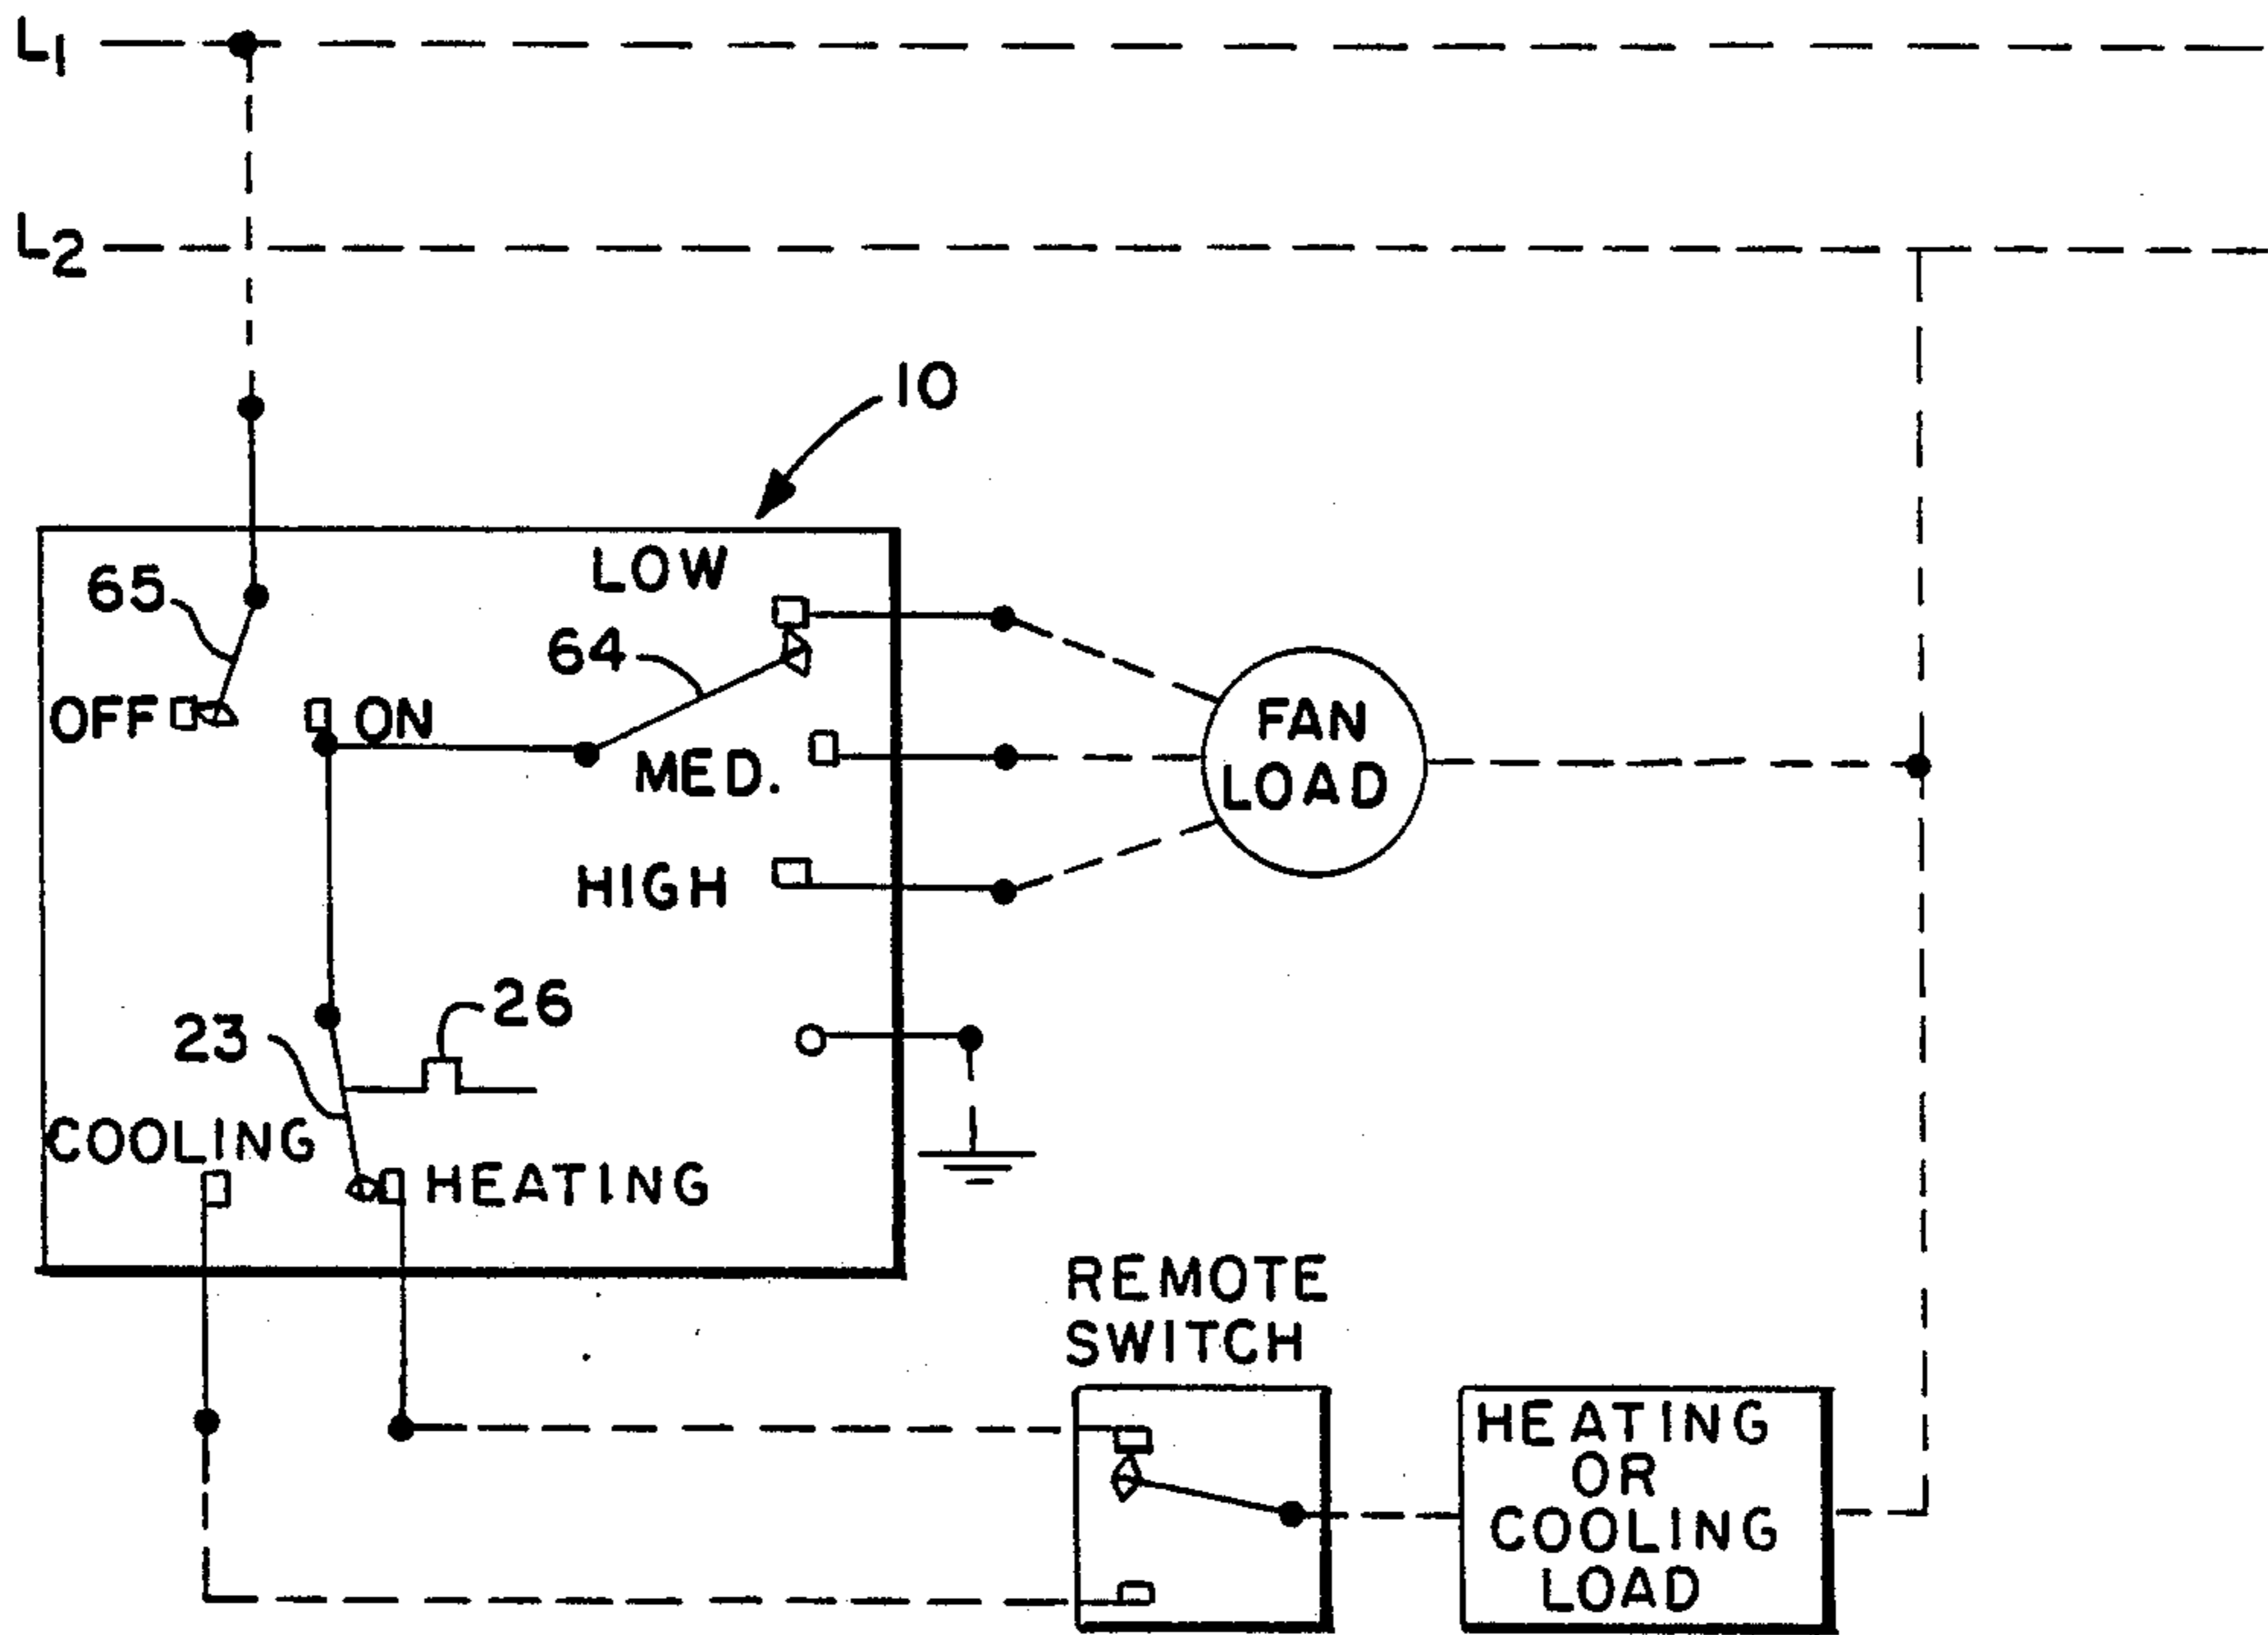 L1
L2
10
LOW
65
64
OFF
ON
FAN
LOAD
MED.
HIGH
26
23
COOLING
HEATING
REMOTE
SWITCH
HEATING
OR
COOLING
LOAD